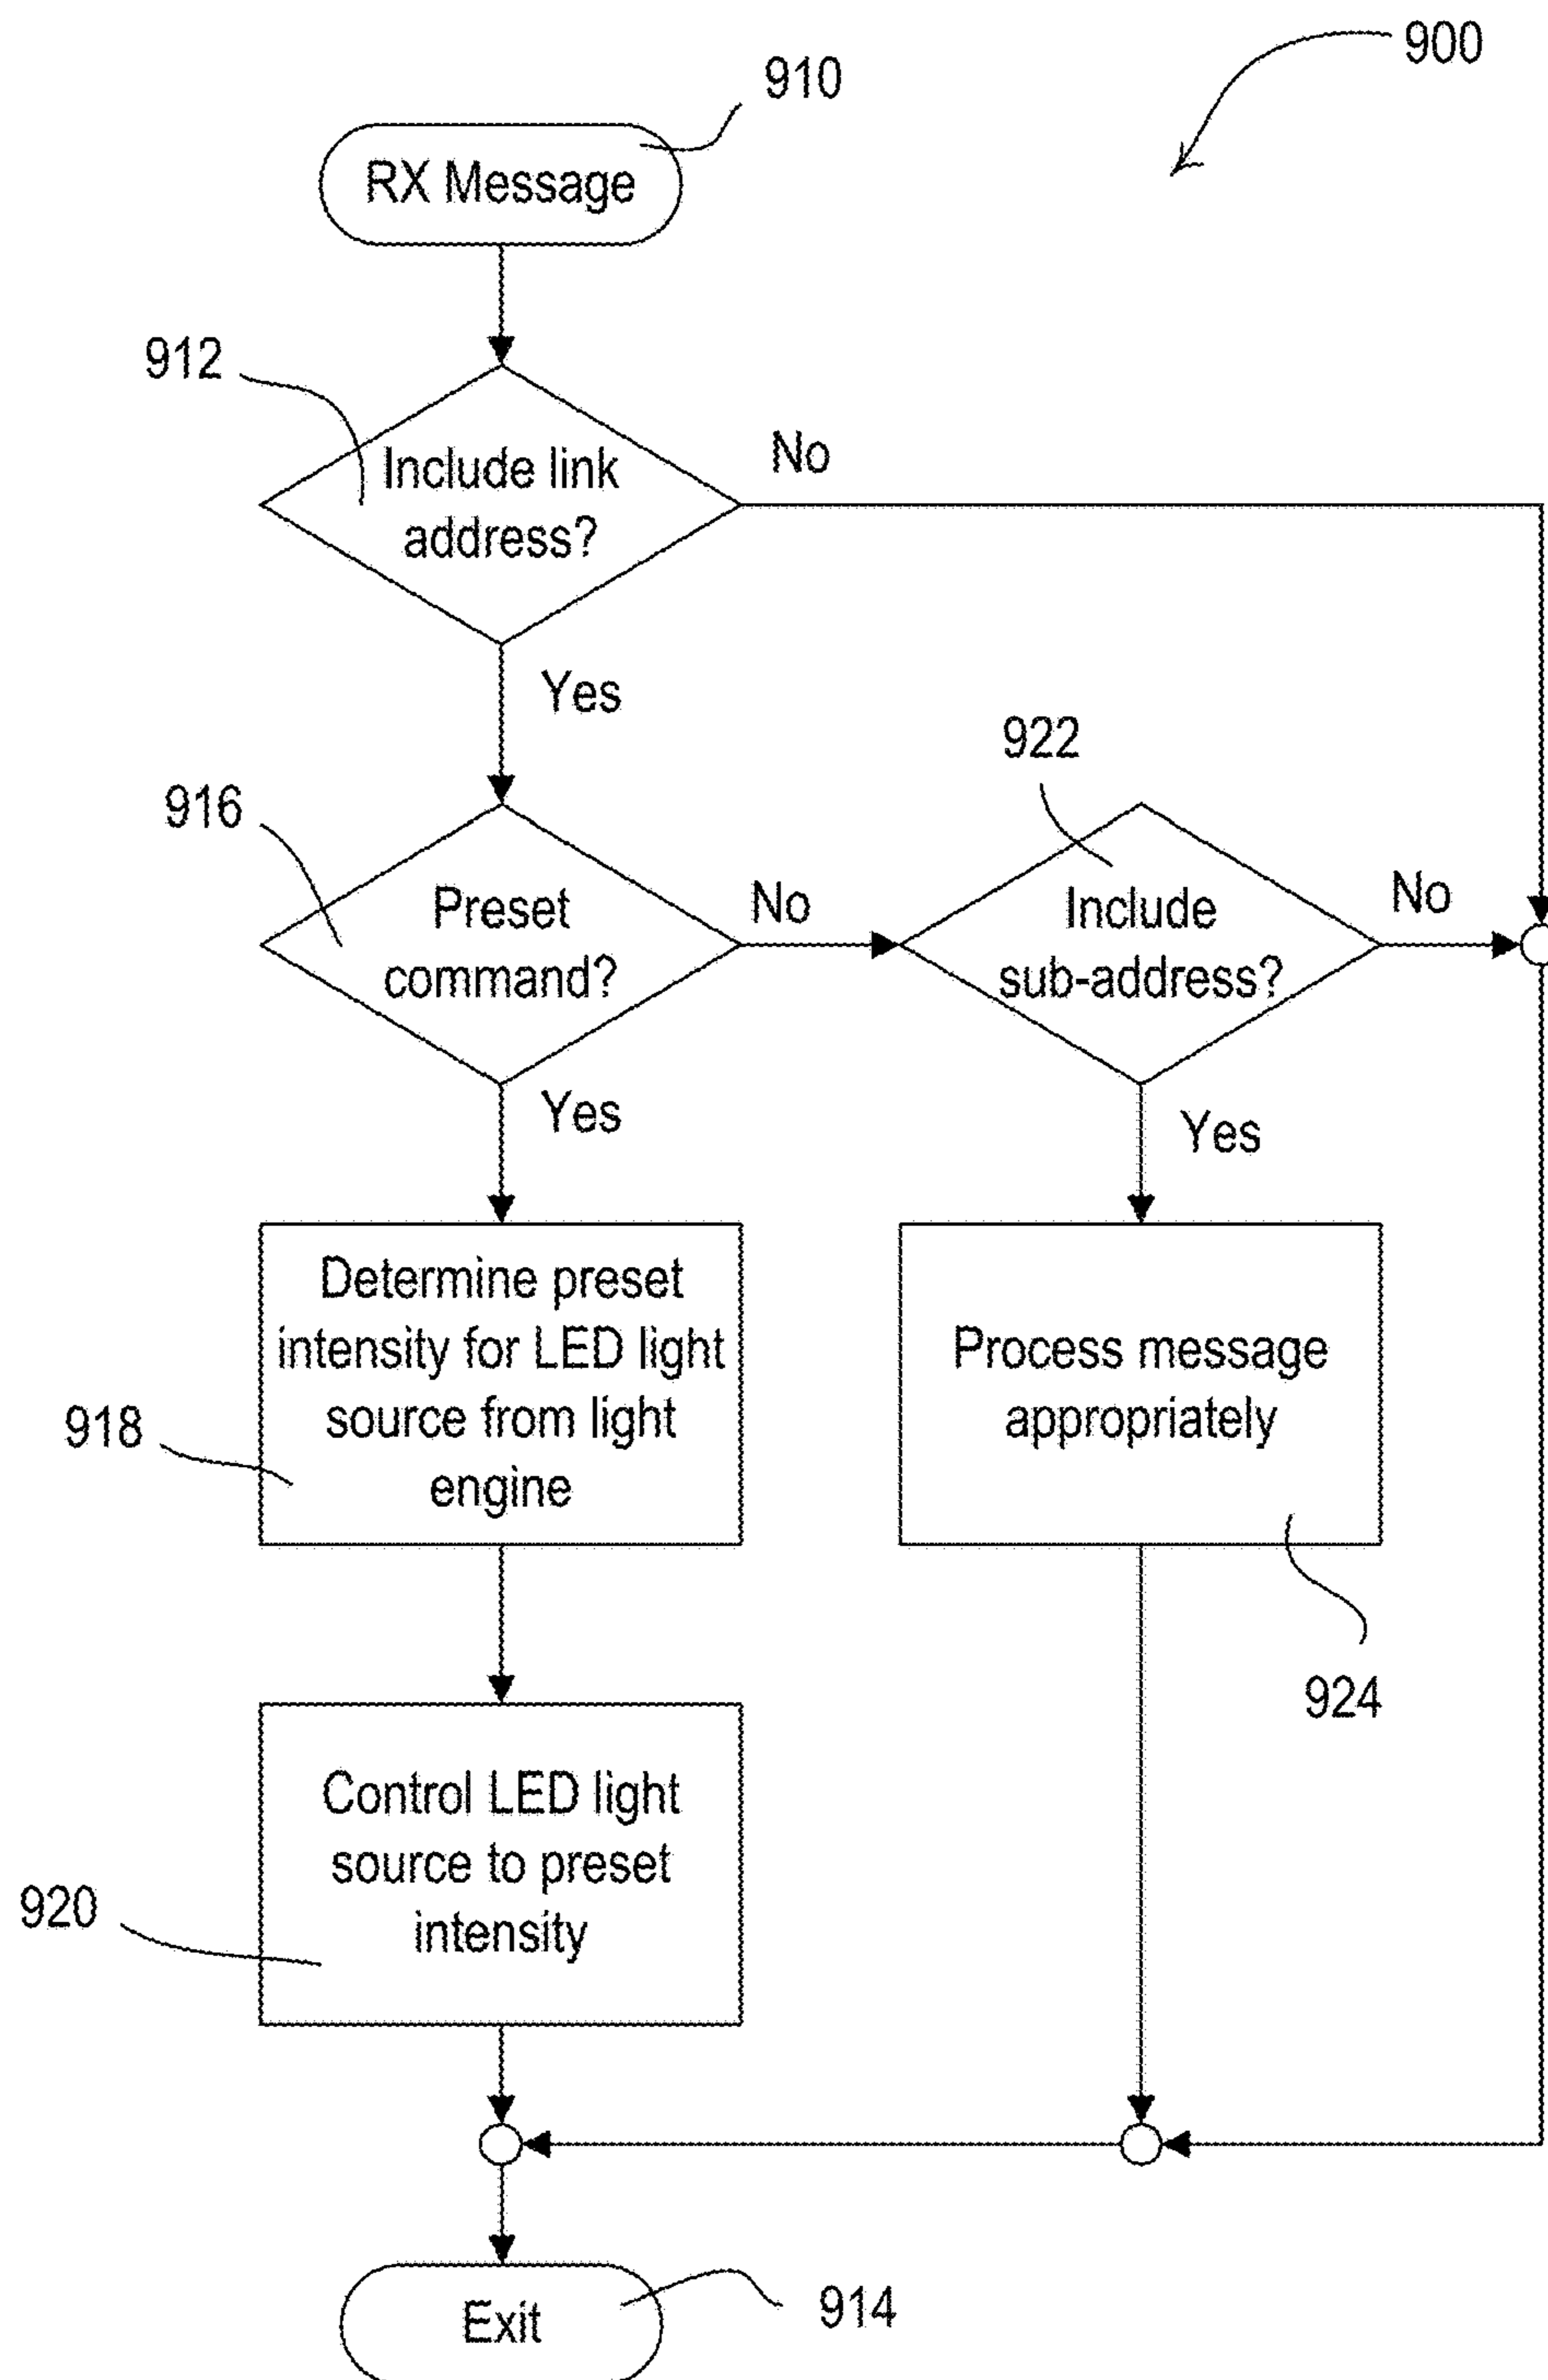 900
910
RX Message
912
Include link
address?
No
Yes
916
Preset
command?
No
922
Include
sub-address?
No
Yes
Yes
Determine preset
intensity for LED light
source from light
engine
918
Process message
appropriately
924
Control LED light
source to preset
intensity
920
Exit
914